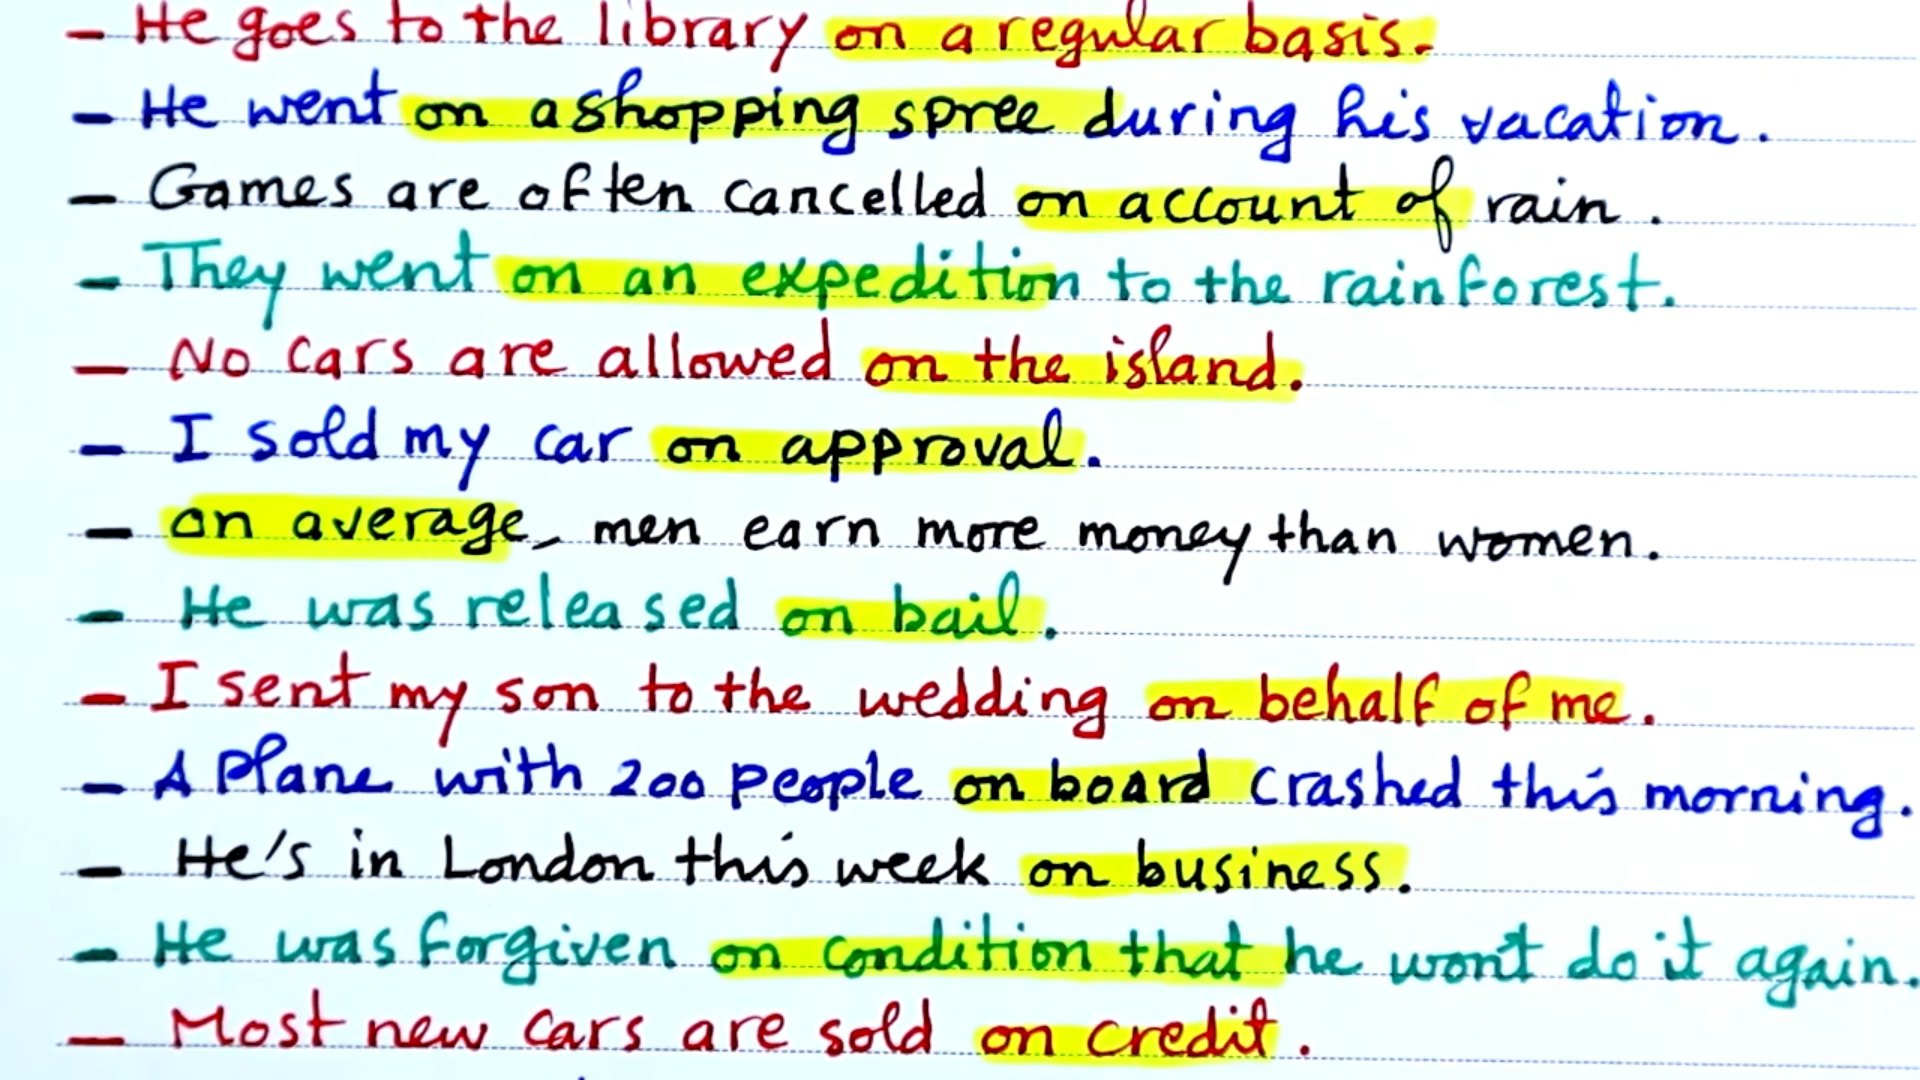 - He goes to the library on a regular basis.
- He went on a shopping spree during his vacation.
- Games are often cancelled on account of rain.
- They went on an expedition to the rainforest.
- No cars are allowed on the island.
- I sold my car on approval.
- on average, men earn more money than women.
- He was released on bail.
- I sent my son to the wedding on behalf of me.
- A plane with 200 people on board crashed this morning.
- He's in London this week on business.
- He was forgiven on condition that he won't do it again.
- Most new cars are sold on credit.